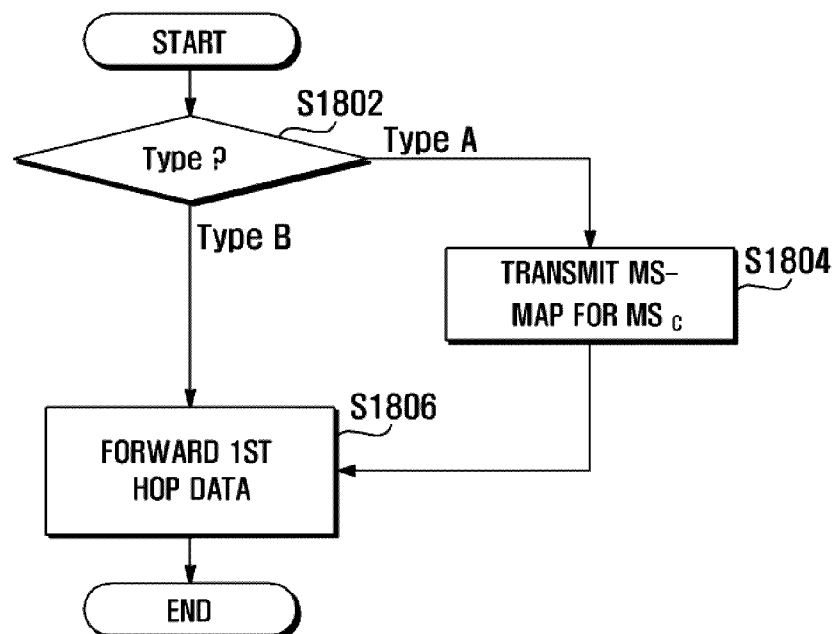 START
S1802
Type ?
Type A
Type B
TRANSMIT MS-
MAP FOR MS C
S1804
S1806
FORWARD 1ST
HOP DATA
END